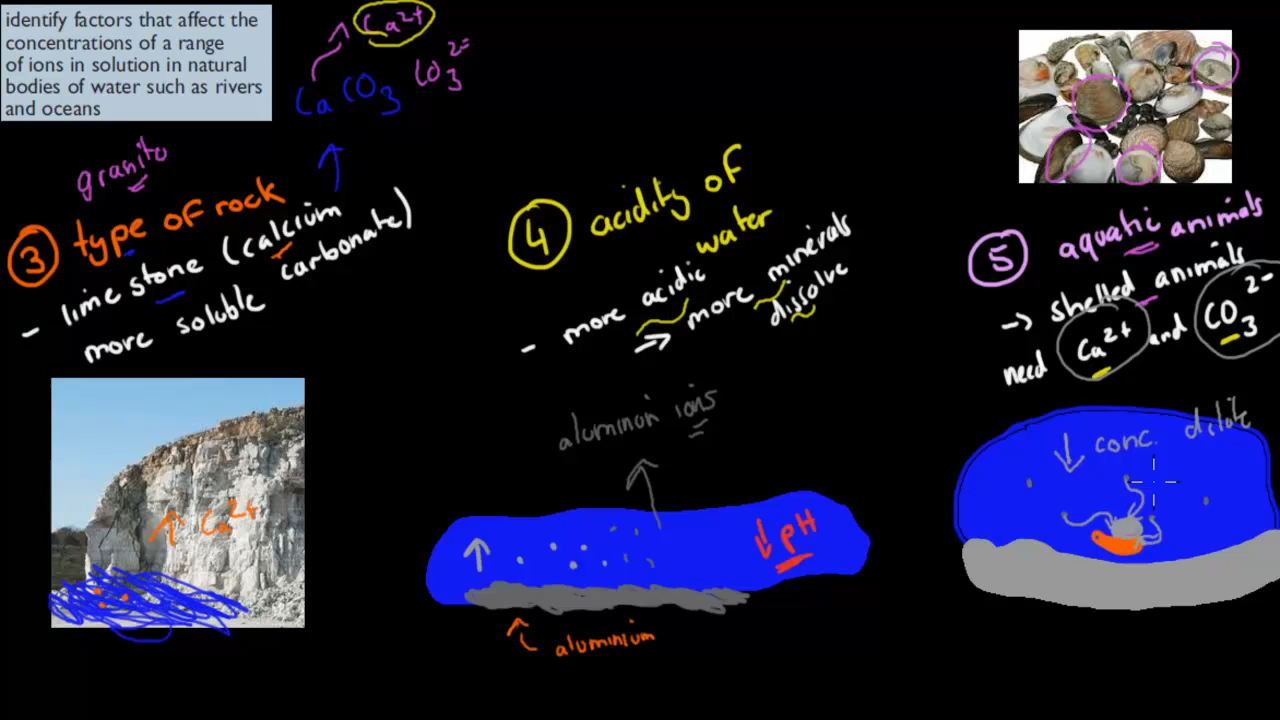 identify factors that affect the
concentrations of a range
of ions in solution in natural
bodies of water such as rivers
and oceans
Ca²⁺
CaCO₃ CO₃²⁻
granite
③ type of rock
- limestone (calcium
carbonate)
more soluble
↑ Ca²⁺
④ acidity of
water
- more acidic
⇒ more minerals
dissolve
aluminum ions
↑
↓ pH
↑ aluminium
⑤ aquatic animals
→ shelled animals
need Ca²⁺ and CO₃²⁻
↓ conc. dilute